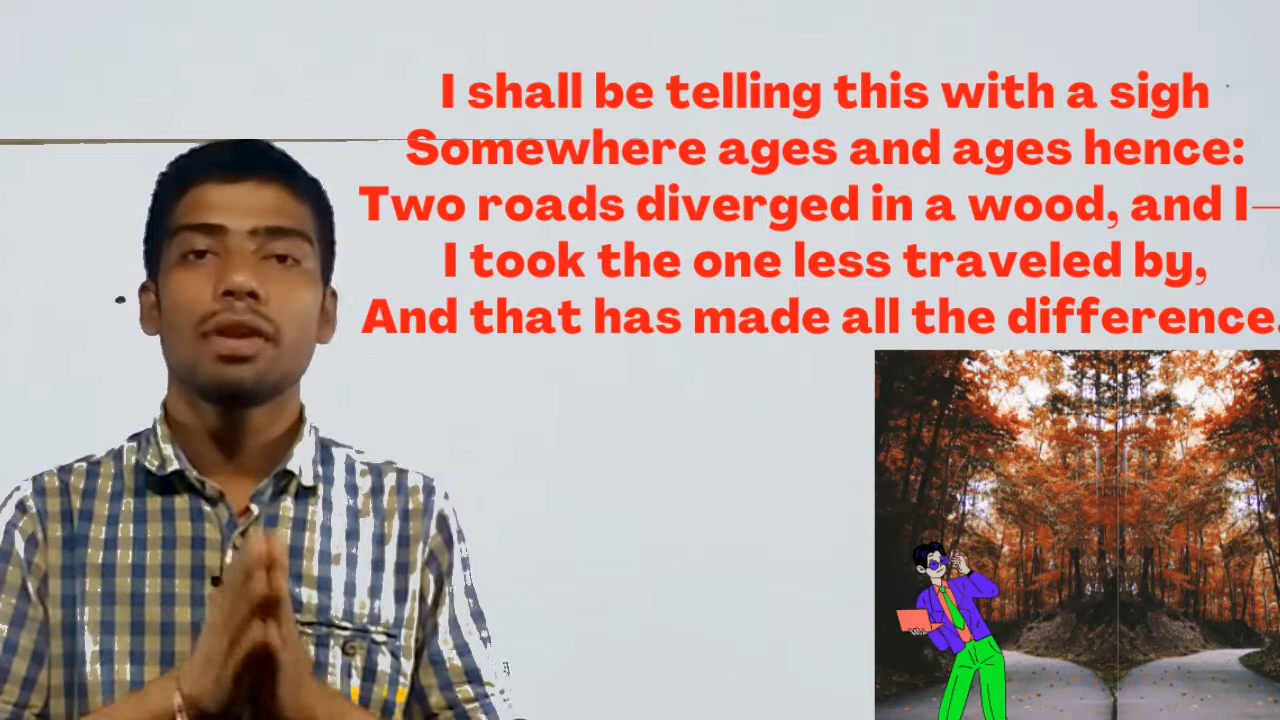 I shall be telling this with a sigh
Somewhere ages and ages hence:
Two roads diverged in a wood, and I—
I took the one less traveled by,
And that has made all the difference.